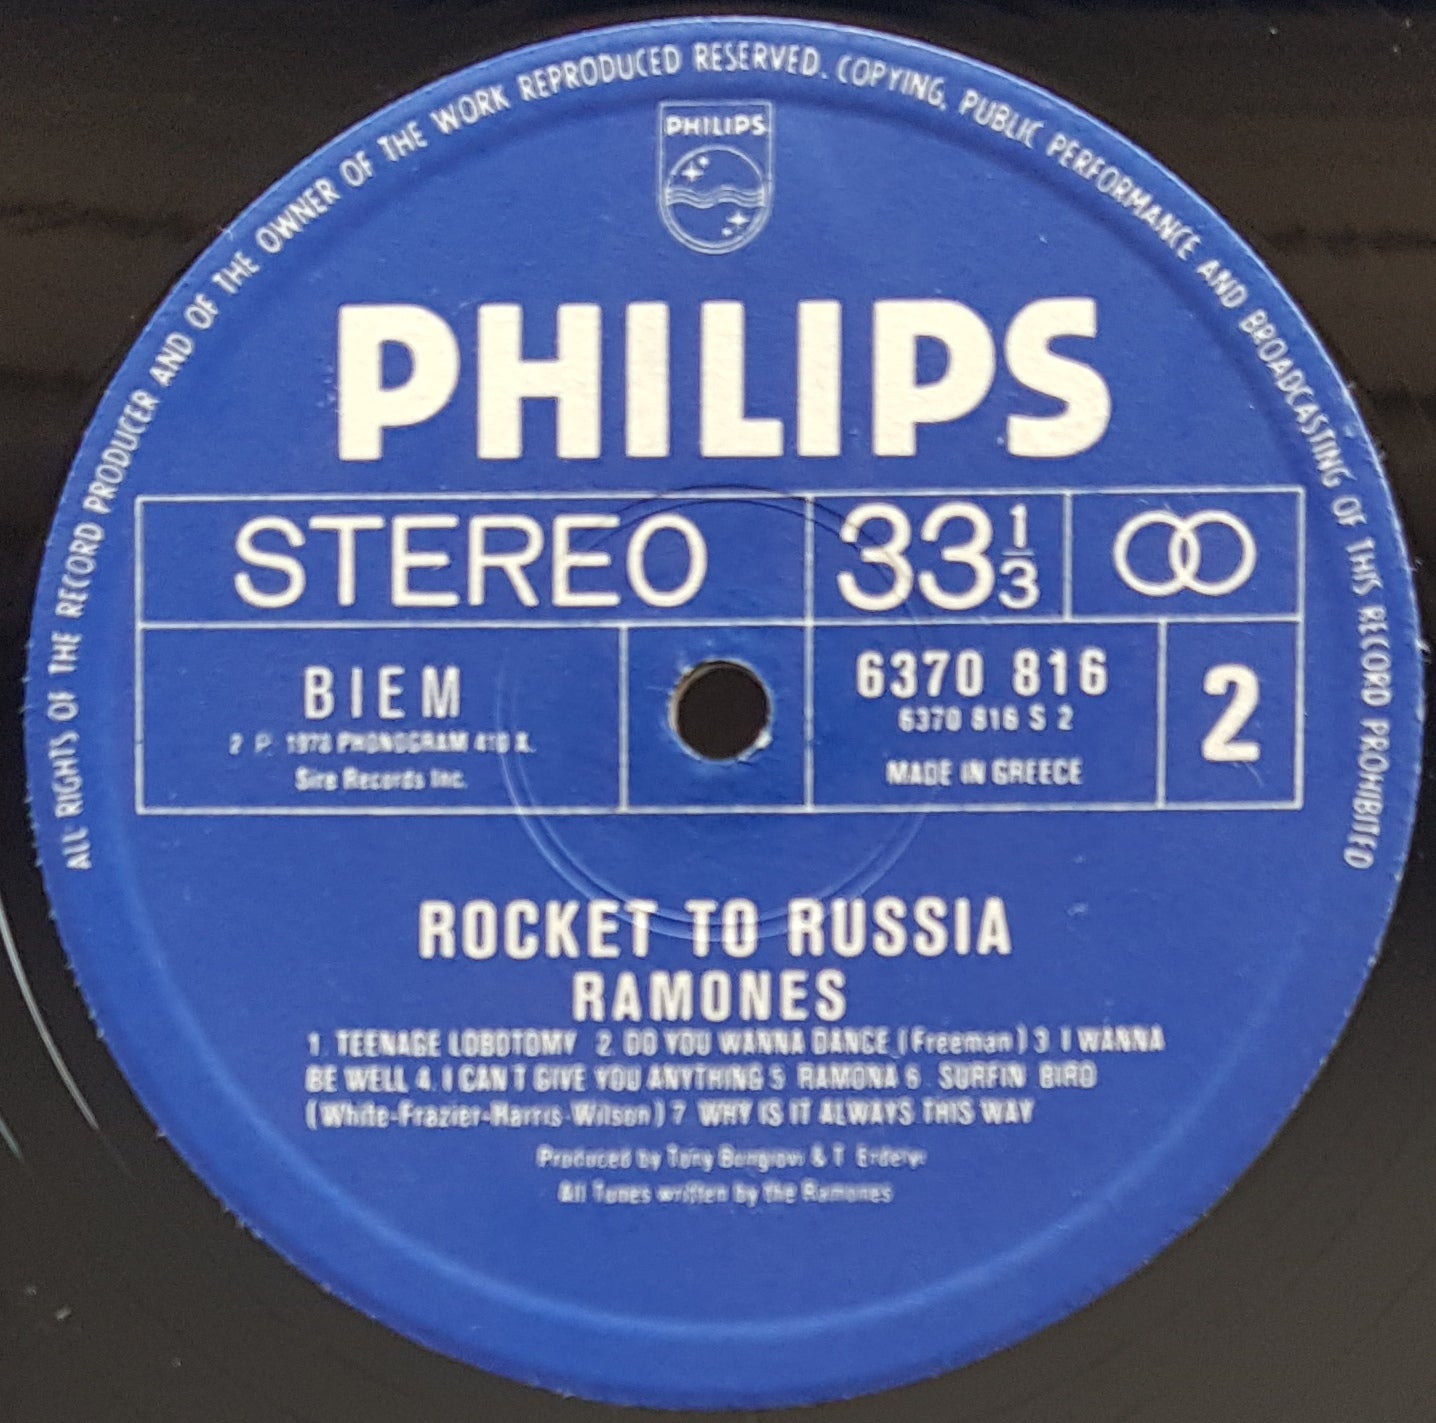 ALL RIGHTS OF THE RECORD PRODUCER AND OF THE OWNER OF THE WORK REPRODUCED RESERVED. COPYING, PUBLIC PERFORMANCE AND BROADCASTING OF THIS RECORD PROHIBITED
PHILIPS
PHILIPS
STEREO 33 1/3
BIEM 6370 816 2
6370 816 S 2
PHONOGRAM
Sire Records Inc. MADE IN GREECE
ROCKET TO RUSSIA
RAMONES
1. TEENAGE LOBOTOMY 2. DO YOU WANNA DANCE (Freeman) 3 I WANNA
BE WELL 4. I CAN T GIVE YOU ANYTHING 5 RAMONA 6. SURFIN BIRD
(White-Frazier-Harris-Wilson) 7 WHY IS IT ALWAYS THIS WAY
Produced by Tony Bongiovi & T. Erdelyi
All Tunes written by the Ramones